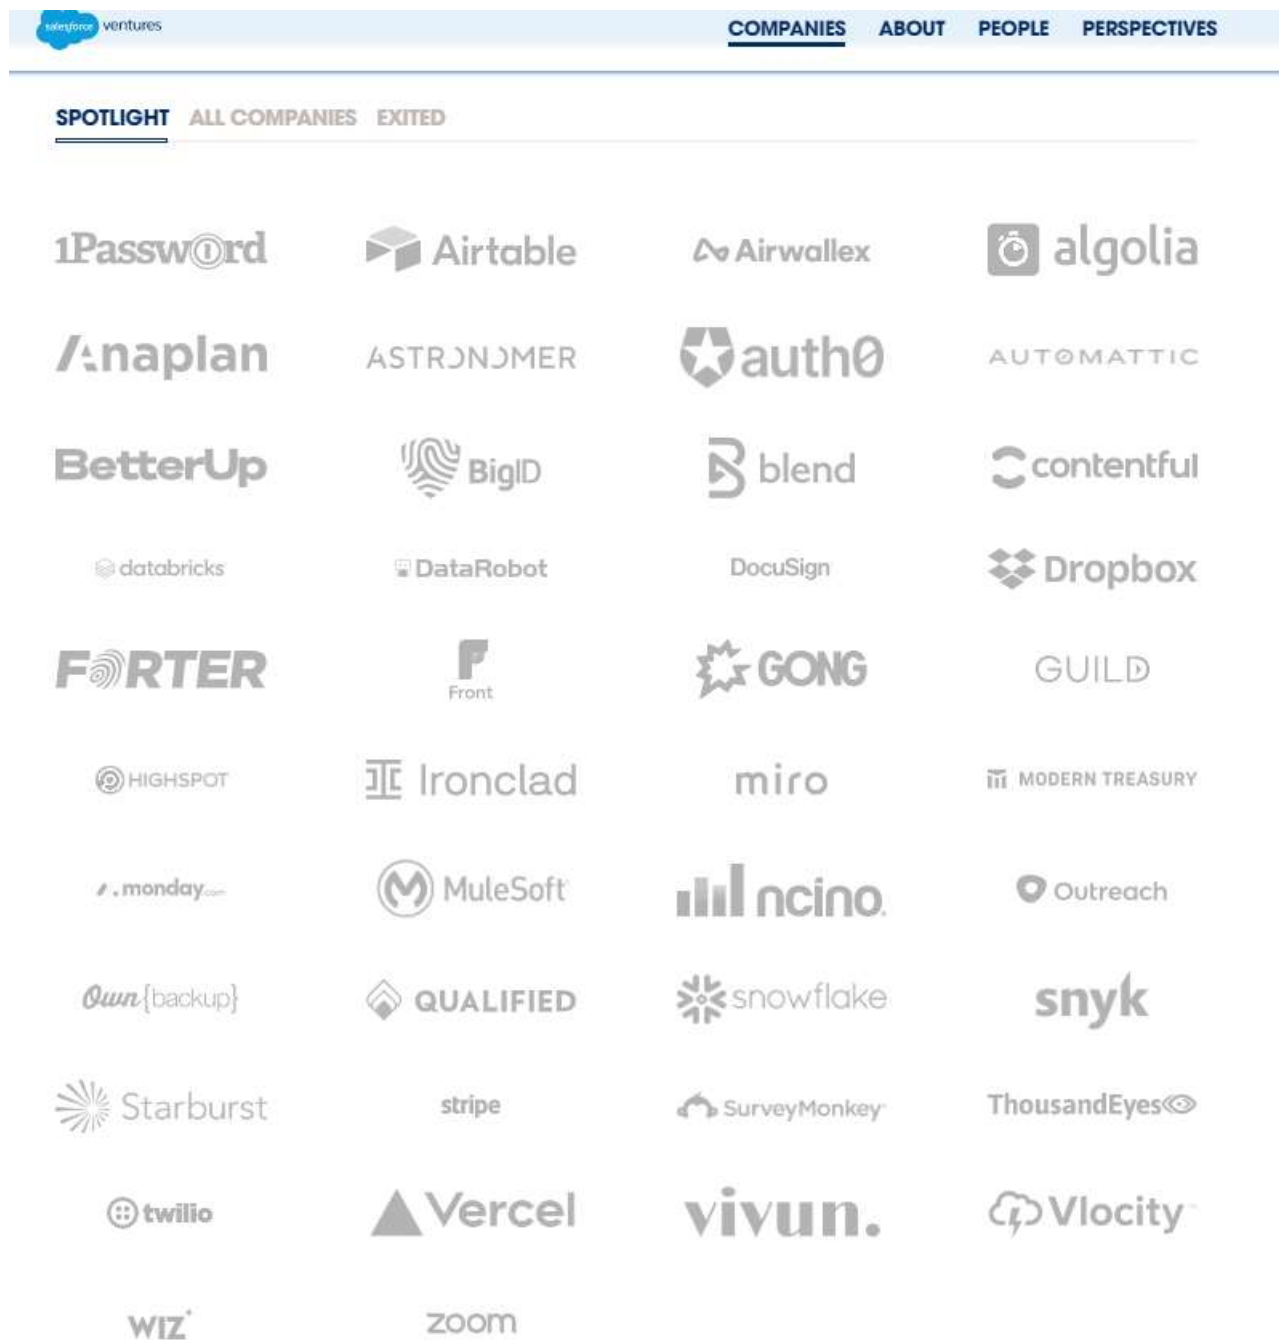 salesforce ventures
COMPANIES ABOUT PEOPLE PERSPECTIVES
SPOTLIGHT ALL COMPANIES EXITED
1Password Airtable Airwallex algolia
Anaplan ASTRONOMER auth0 AUTOMATTIC
BetterUp BigID blend contentful
databricks DataRobot DocuSign Dropbox
FORTER Front GONG GUILD
HIGHSPOT Ironclad miro MODERN TREASURY
monday.com MuleSoft ncino Outreach
Own{backup} QUALIFIED snowflake snyk
Starburst stripe SurveyMonkey ThousandEyes
twilio Vercel vivun. Vlocity
WIZ zoom